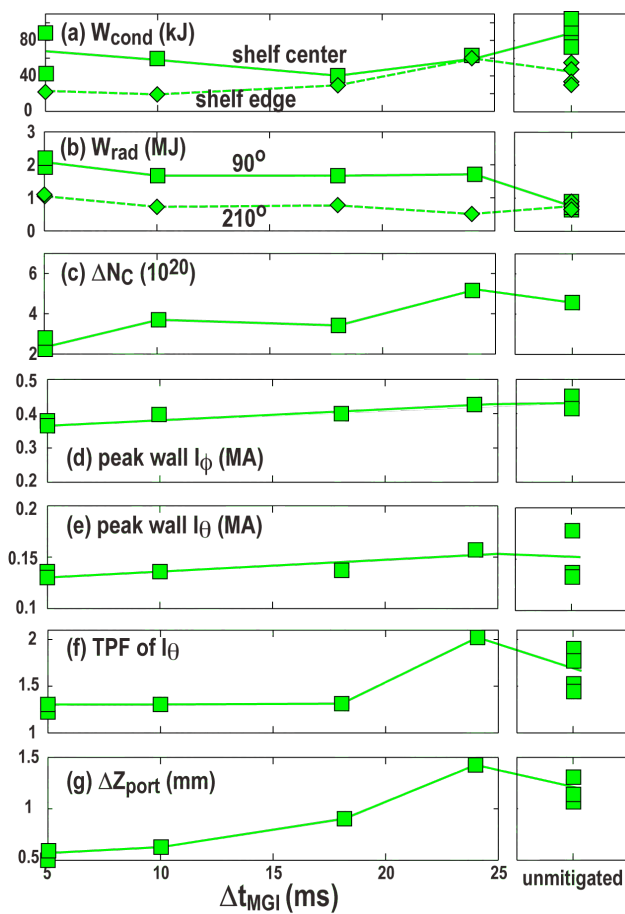 (a) W_cond (kJ)
80
40
0
shelf center
shelf edge
3
2
1
0
(b) W_rad (MJ)
90°
210°
6
4
2
(c) ΔN_C (10^20)
0.5
0.4
0.3
0.2
(d) peak wall I_ϕ (MA)
0.2
0.15
0.1
(e) peak wall I_θ (MA)
2
1.5
1
(f) TPF of I_θ
1.5
1
0.5
(g) ΔZ_port (mm)
5 10 15 20 25
unmitigated
Δt_MGI (ms)